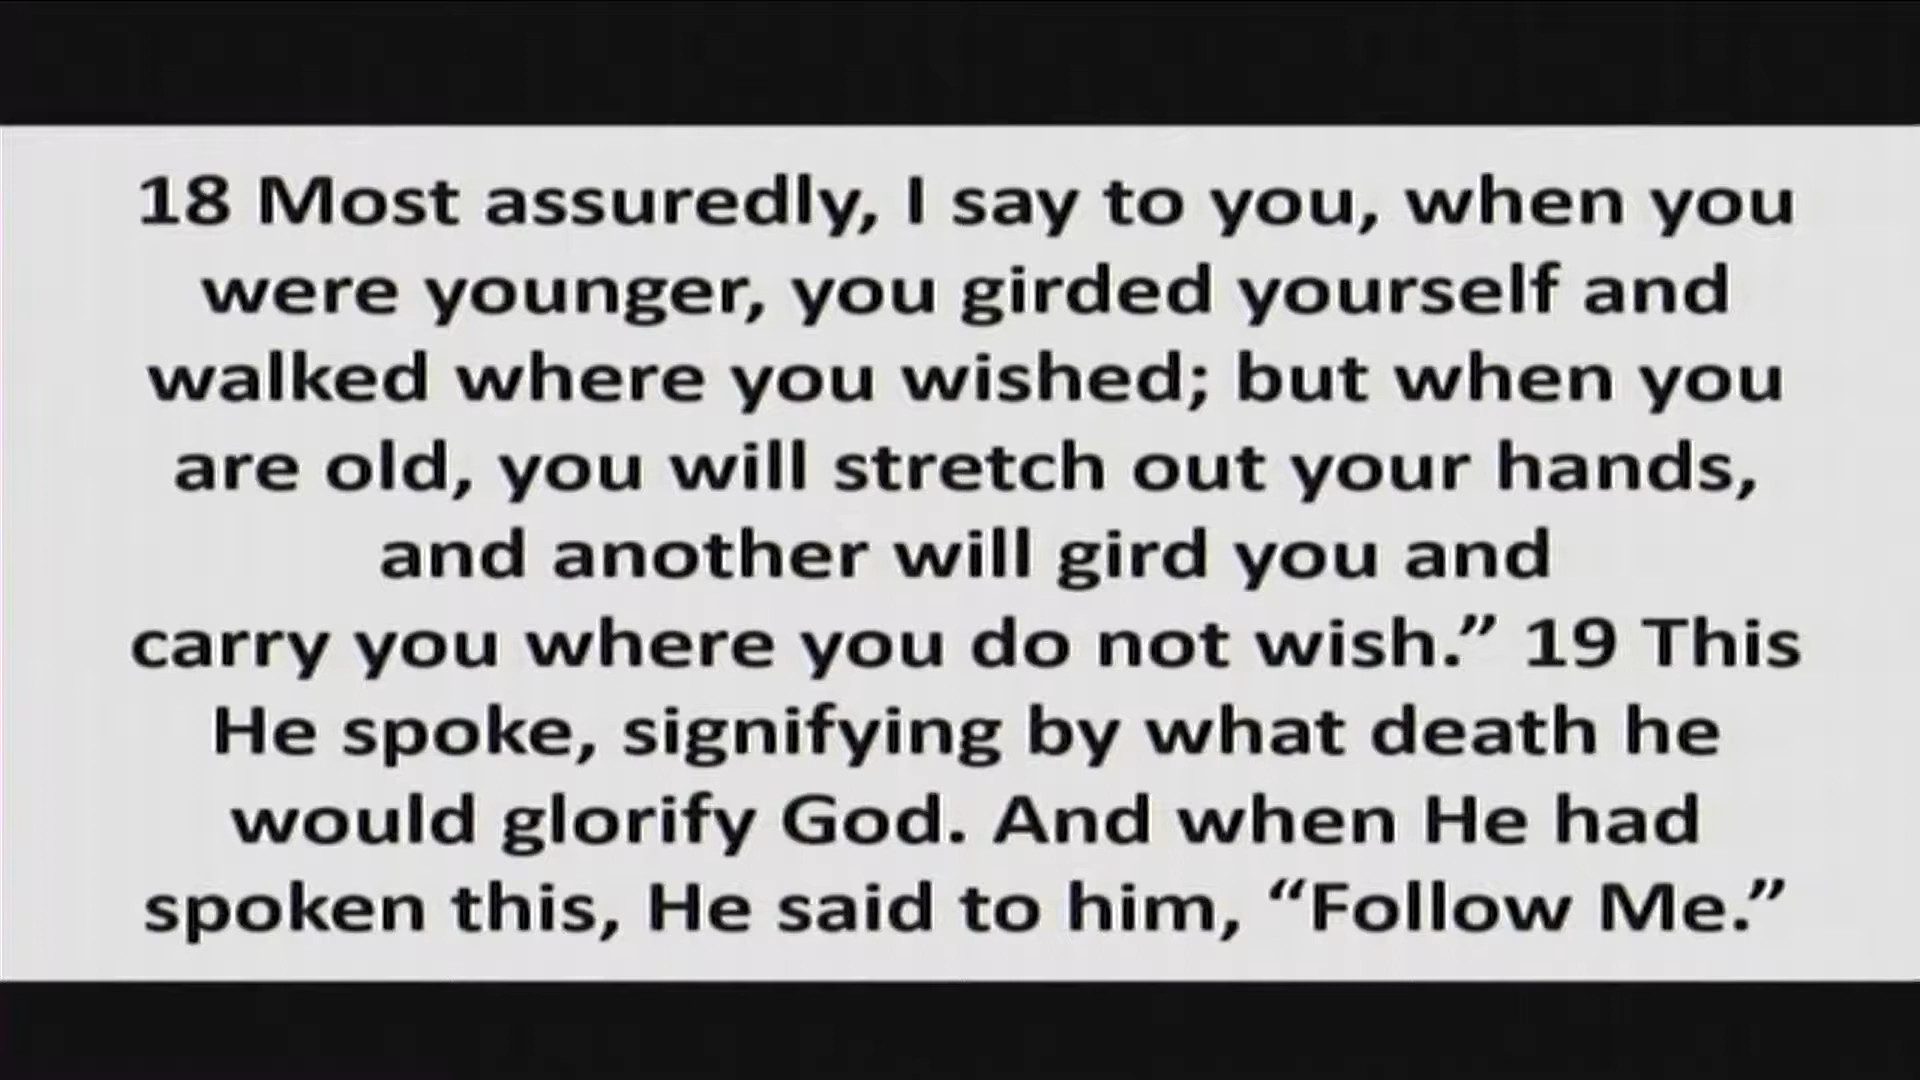 18 Most assuredly, I say to you, when you
were younger, you girded yourself and
walked where you wished; but when you
are old, you will stretch out your hands,
and another will gird you and
carry you where you do not wish.” 19 This
He spoke, signifying by what death he
would glorify God. And when He had
spoken this, He said to him, “Follow Me.”